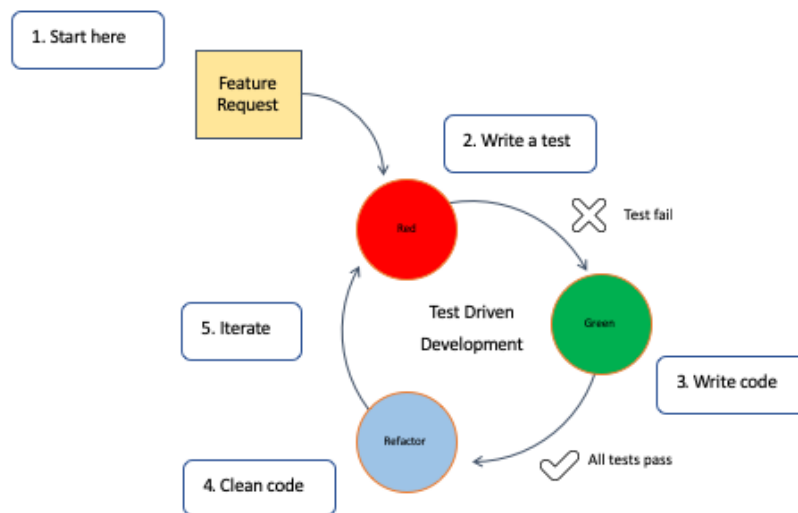 1. Start here
Feature
Request
2. Write a test
Red
Test fail
Test Driven
Development
Green
5. Iterate
3. Write code
Refactor
All tests pass
4. Clean code